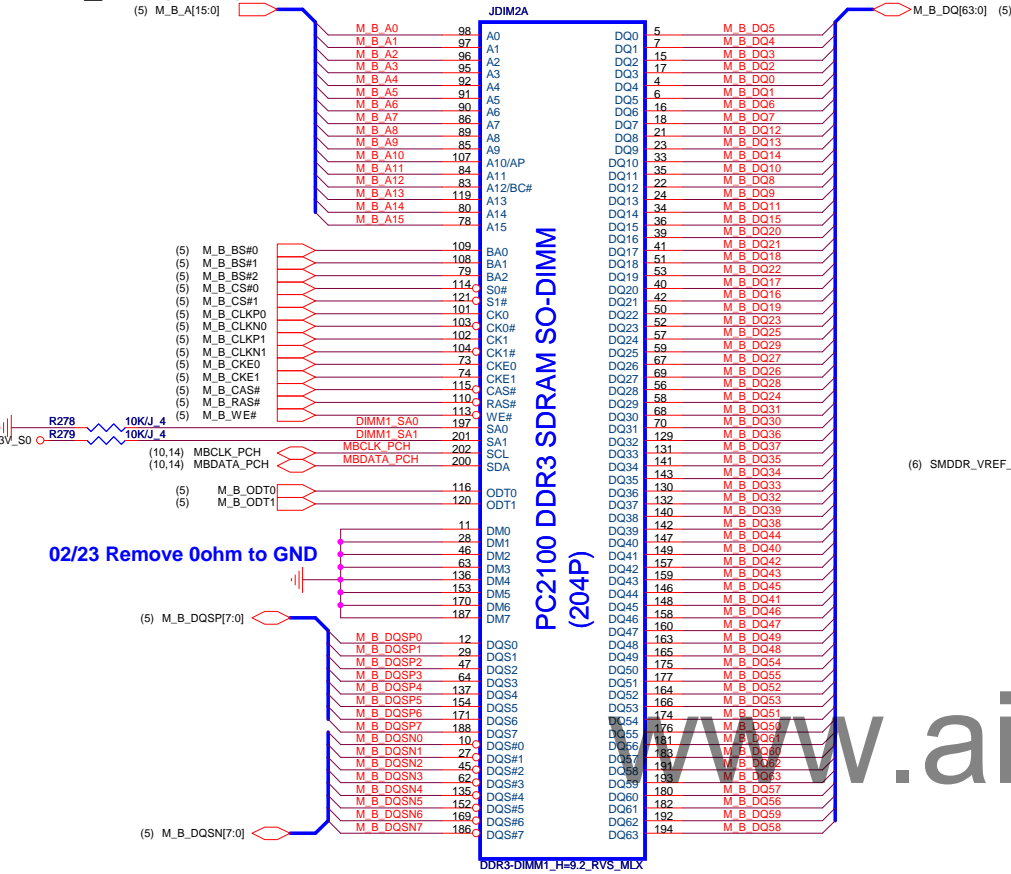 (5) M_B_A[15:0]
JDIM2A
M_B_DQ[63:0] (5)
M_B_A0 98 A0
M_B_A1 97 A1
M_B_A2 96 A2
M_B_A3 95 A3
M_B_A4 92 A4
M_B_A5 91 A5
M_B_A6 90 A6
M_B_A7 86 A7
M_B_A8 89 A8
M_B_A9 85 A9
M_B_A10 107 A10/AP
M_B_A11 84 A11
M_B_A12 83 A12/BC#
M_B_A13 119 A13
M_B_A14 80 A14
M_B_A15 78 A15
(5) M_B_BS#0 109 BA0
(5) M_B_BS#1 108 BA1
(5) M_B_BS#2 79 BA2
(5) M_B_CS#0 114 S0#
(5) M_B_CS#1 121 S1#
(5) M_B_CLKP0 101 CK0
(5) M_B_CLKN0 103 CK0#
(5) M_B_CLKP1 102 CK1
(5) M_B_CLKN1 104 CK1#
(5) M_B_CKE0 73 CKE0
(5) M_B_CKE1 74 CKE1
(5) M_B_CAS# 115 CAS#
(5) M_B_RAS# 110 RAS#
(5) M_B_WE# 113 WE#
R278 10K/J_4 DIMM1_SA0 197 SA0
3V_S0 R279 10K/J_4 DIMM1_SA1 201 SA1
(10,14) MBCLK_PCH MBCLK_PCH 202 SCL
(10,14) MBDATA_PCH MBDATA_PCH 200 SDA
(5) M_B_ODT0 116 ODT0
(5) M_B_ODT1 120 ODT1
11 DM0
28 DM1
46 DM2
63 DM3
136 DM4
153 DM5
170 DM6
187 DM7
02/23 Remove 0ohm to GND
(5) M_B_DQSP[7:0]
M_B_DQSP0 12 DQS0
M_B_DQSP1 29 DQS1
M_B_DQSP2 47 DQS2
M_B_DQSP3 64 DQS3
M_B_DQSP4 137 DQS4
M_B_DQSP5 154 DQS5
M_B_DQSP6 171 DQS6
M_B_DQSP7 188 DQS7
M_B_DQSN0 10 DQS#0
M_B_DQSN1 27 DQS#1
M_B_DQSN2 45 DQS#2
M_B_DQSN3 62 DQS#3
M_B_DQSN4 135 DQS#4
M_B_DQSN5 152 DQS#5
M_B_DQSN6 169 DQS#6
M_B_DQSN7 186 DQS#7
(5) M_B_DQSN[7:0]
PC2100 DDR3 SDRAM SO-DIMM
(204P)
DQ0 5 M_B_DQ5
DQ1 7 M_B_DQ4
DQ2 15 M_B_DQ3
DQ3 17 M_B_DQ2
DQ4 4 M_B_DQ0
DQ5 6 M_B_DQ1
DQ6 16 M_B_DQ6
DQ7 18 M_B_DQ7
DQ8 21 M_B_DQ12
DQ9 23 M_B_DQ13
DQ10 33 M_B_DQ14
DQ11 35 M_B_DQ10
DQ12 22 M_B_DQ8
DQ13 24 M_B_DQ9
DQ14 34 M_B_DQ11
DQ15 36 M_B_DQ15
DQ16 39 M_B_DQ20
DQ17 41 M_B_DQ21
DQ18 51 M_B_DQ18
DQ19 53 M_B_DQ22
DQ20 40 M_B_DQ17
DQ21 42 M_B_DQ16
DQ22 50 M_B_DQ19
DQ23 52 M_B_DQ23
DQ24 57 M_B_DQ25
DQ25 59 M_B_DQ29
DQ26 67 M_B_DQ27
DQ27 69 M_B_DQ26
DQ28 56 M_B_DQ28
DQ29 58 M_B_DQ24
DQ30 68 M_B_DQ31
DQ31 70 M_B_DQ30
DQ32 129 M_B_DQ36
DQ33 131 M_B_DQ37
DQ34 141 M_B_DQ35
DQ35 143 M_B_DQ34
DQ36 130 M_B_DQ33
DQ37 132 M_B_DQ32
DQ38 140 M_B_DQ39
DQ39 142 M_B_DQ38
DQ40 147 M_B_DQ44
DQ41 149 M_B_DQ40
DQ42 157 M_B_DQ42
DQ43 159 M_B_DQ43
DQ44 146 M_B_DQ45
DQ45 148 M_B_DQ41
DQ46 158 M_B_DQ46
DQ47 160 M_B_DQ47
DQ48 163 M_B_DQ49
DQ49 165 M_B_DQ48
DQ50 175 M_B_DQ54
DQ51 177 M_B_DQ55
DQ52 164 M_B_DQ52
DQ53 166 M_B_DQ53
DQ54 174 M_B_DQ51
DQ55 176 M_B_DQ50
DQ56 181 M_B_DQ61
DQ57 183 M_B_DQ60
DQ58 191 M_B_DQ62
DQ59 193 M_B_DQ63
DQ60 180 M_B_DQ57
DQ61 182 M_B_DQ56
DQ62 192 M_B_DQ59
DQ63 194 M_B_DQ58
(6) SMDDR_VREF_
www.ai
DDR3-DIMM1_H=9.2_RVS_MLX